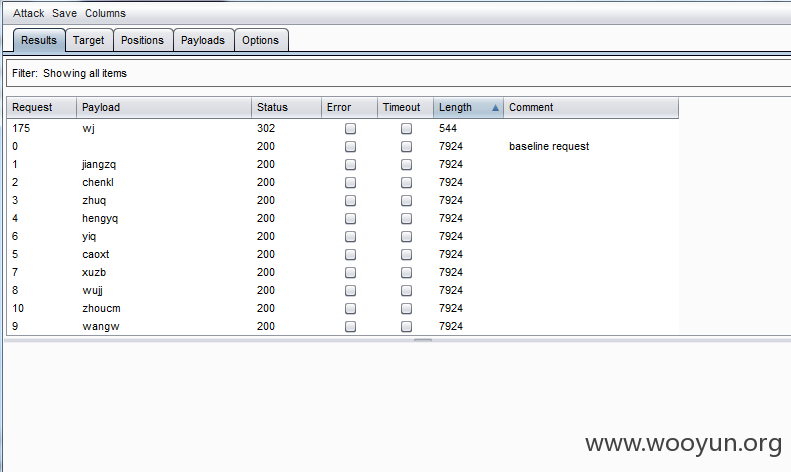 Attack Save Columns
Results Target Positions Payloads Options
Filter: Showing all items
Request Payload Status Error Timeout Length Comment
175 wj 302 544
0 200 7924 baseline request
1 jiangzq 200 7924
2 chenkl 200 7924
3 zhuq 200 7924
4 hengyq 200 7924
6 yiq 200 7924
5 caoxt 200 7924
7 xuzb 200 7924
8 wujj 200 7924
10 zhoucm 200 7924
9 wangw 200 7924
www.wooyun.org